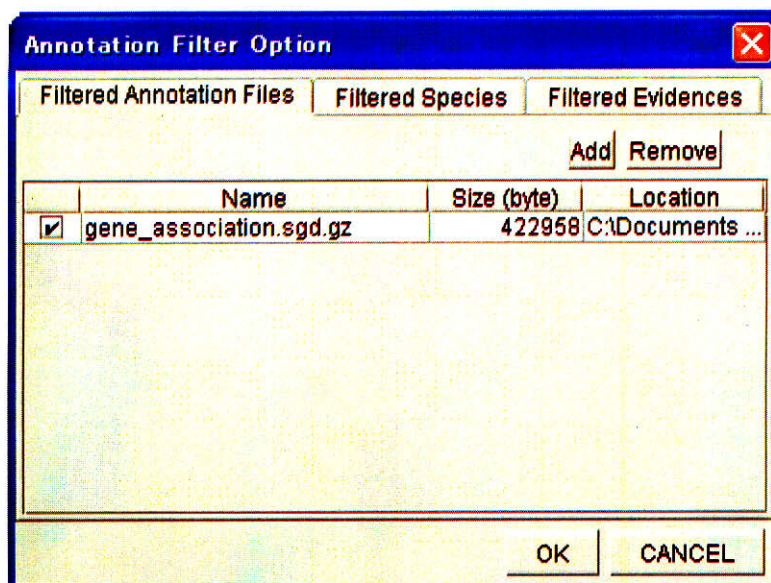 Annotation Filter Option
Filtered Annotation Files Filtered Species Filtered Evidences
Add Remove
Name Size (byte) Location
gene_association.sgd.gz 422958 C:\Documents ...
OK CANCEL